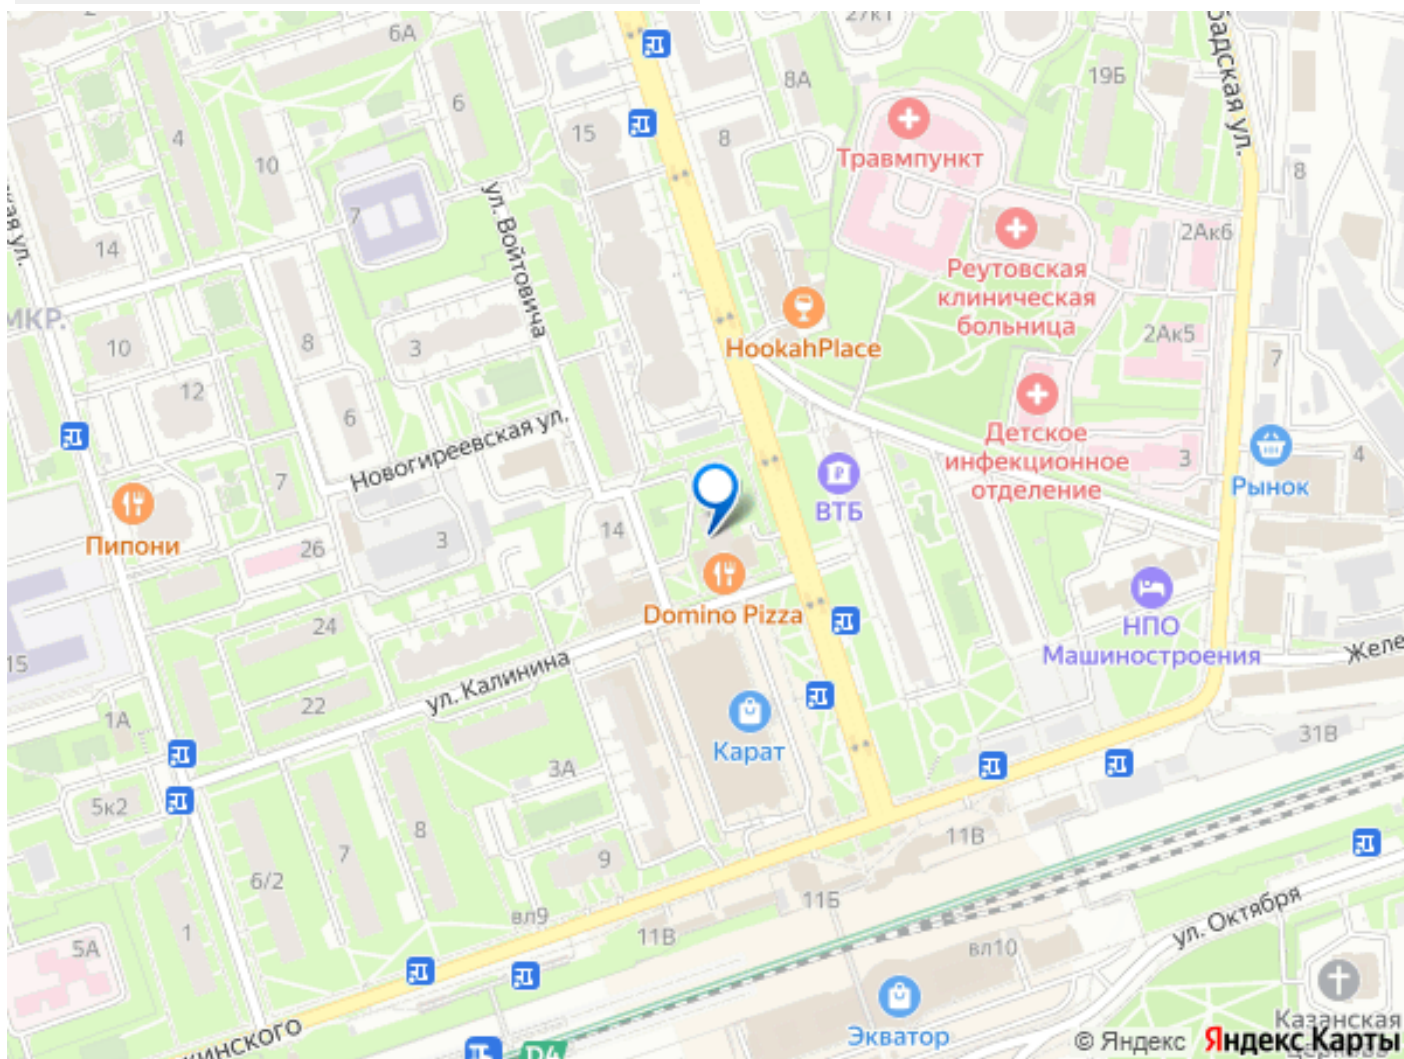 6А
27к1
8А
19Б
6
4
10
15
8
Травмпункт
8
7
ул. Войтовича
14
2Ак6
Реутовская
клиническая
больница
МКР.
10
8
3
HookahPlace
2Ак5
7
12
6
Новогиреевская ул.
7
Детское
инфекционное
отделение
3
4
Рынок
ВТБ
Пипони
26
3
14
Domino Pizza
24
НПО
Машиностроения
15
ул. Калинина
22
1А
Карат
31В
3А
5к2
8
7
9
11В
6/2
11Б
вл9
11В
ул. Октября
1
5А
вл10
Экватор
Казанская
D4
© Яндекс Яндекс Карты